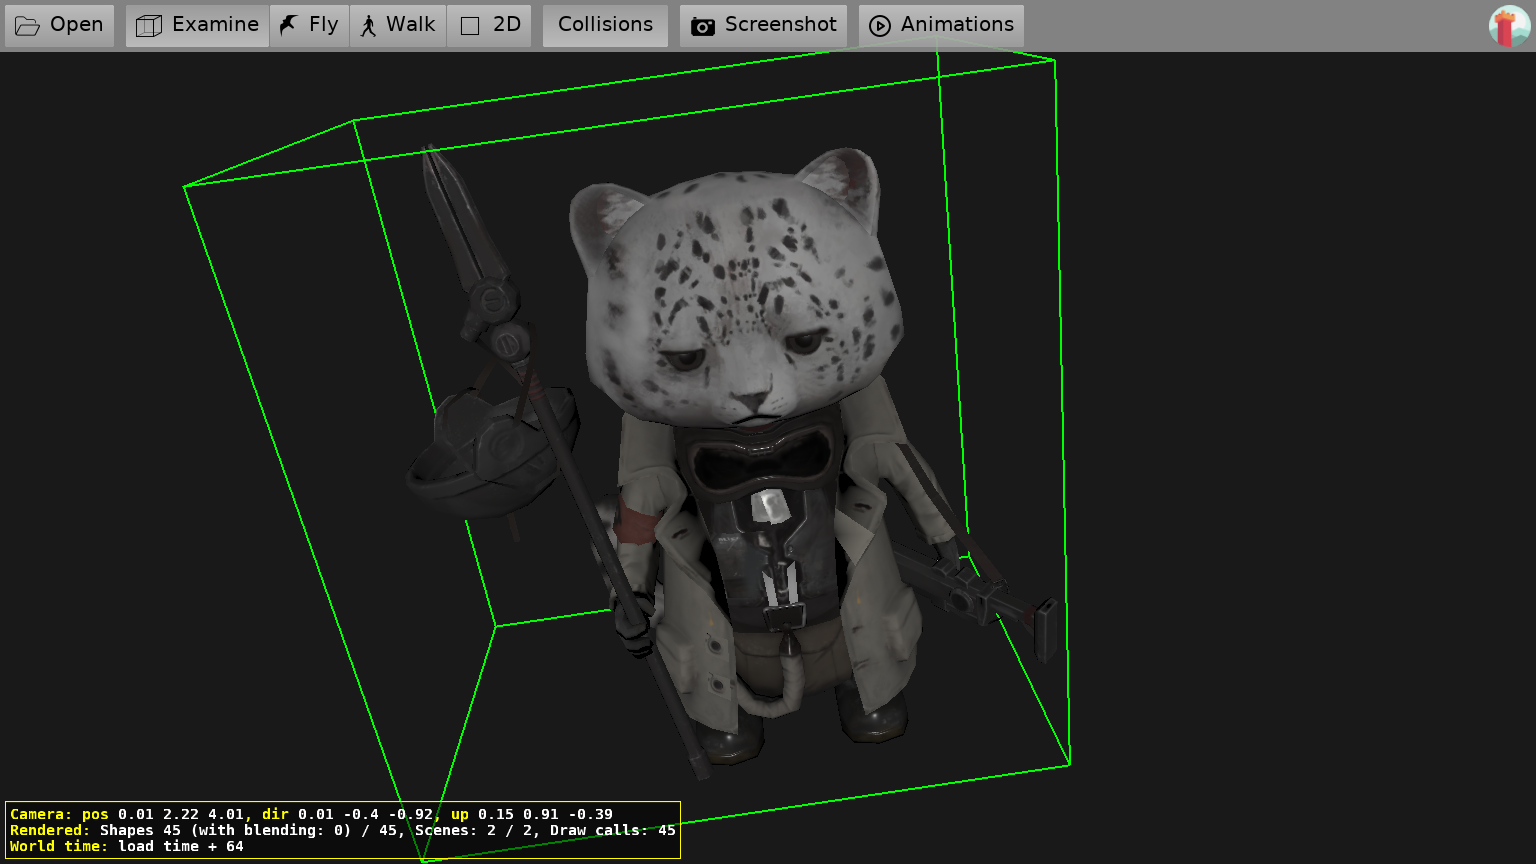 Open Examine Fly Walk 2D Collisions Screenshot Animations
Camera: pos 0.01 2.22 4.01, dir 0.01 -0.4 -0.92, up 0.15 0.91 -0.39
Rendered: Shapes 45 (with blending: 0) / 45, Scenes: 2 / 2, Draw calls: 45
World time: load time + 64